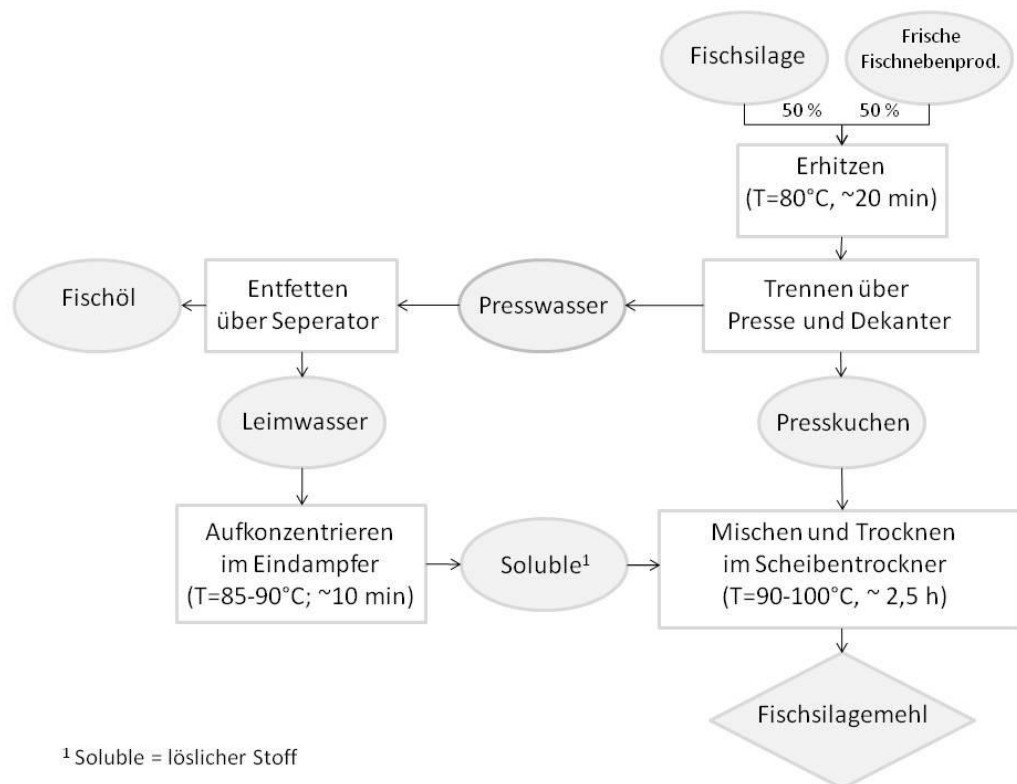 Fischsilage
Frische
Fischnebenprod.
50 % 50 %
Erhitzen
(T=80°C, ~20 min)
Fischöl
Entfetten
über Seperator
Presswasser
Trennen über
Presse und Dekanter
Leimwasser
Presskuchen
Aufkonzentrieren
im Eindampfer
(T=85-90°C; ~10 min)
Soluble¹
Mischen und Trocknen
im Scheibentrockner
(T=90-100°C, ~ 2,5 h)
Fischsilagemehl
¹ Soluble = löslicher Stoff